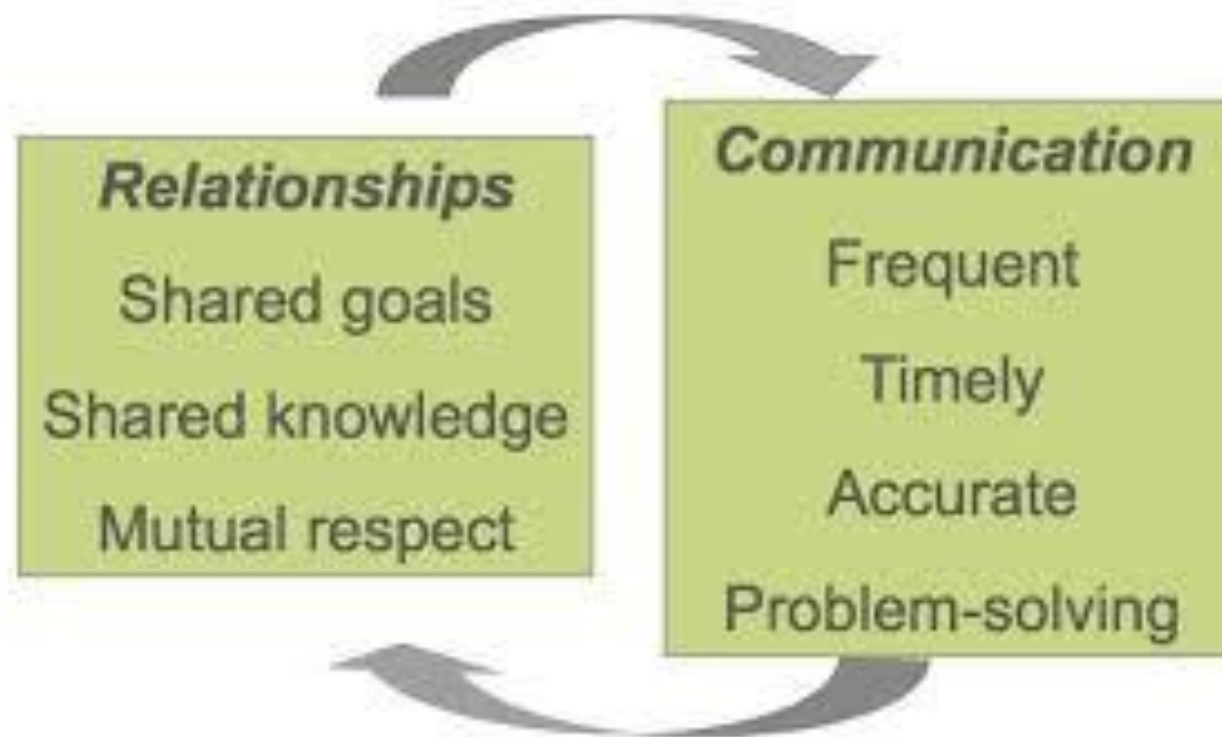 Relationships
Shared goals
Shared knowledge
Mutual respect
Communication
Frequent
Timely
Accurate
Problem-solving